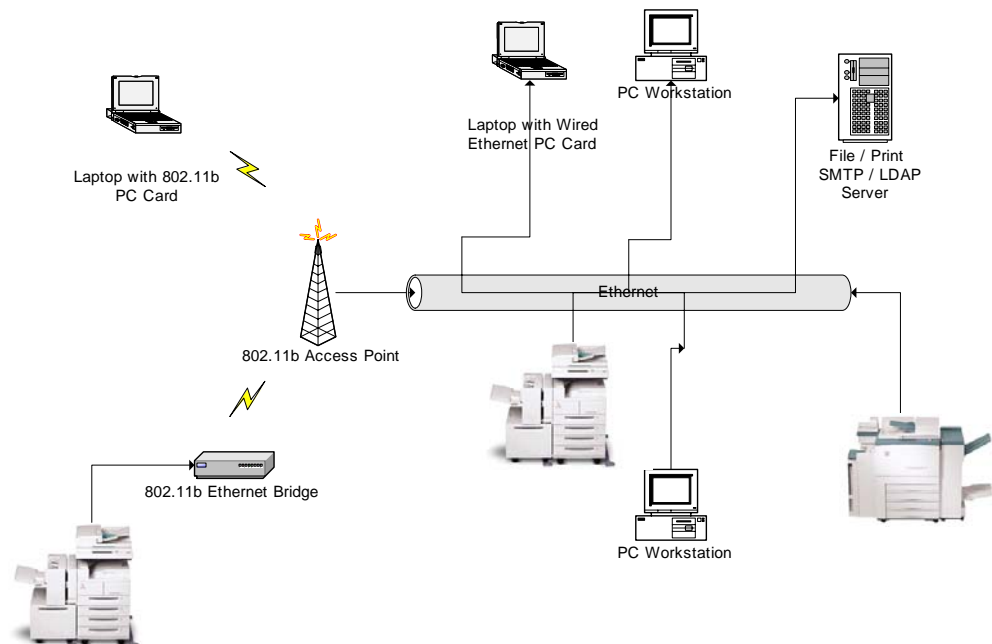 PC Workstation
Laptop with Wired
Ethernet PC Card
File / Print
SMTP / LDAP
Server
Laptop with 802.11b
PC Card
Ethernet
802.11b Access Point
802.11b Ethernet Bridge
PC Workstation